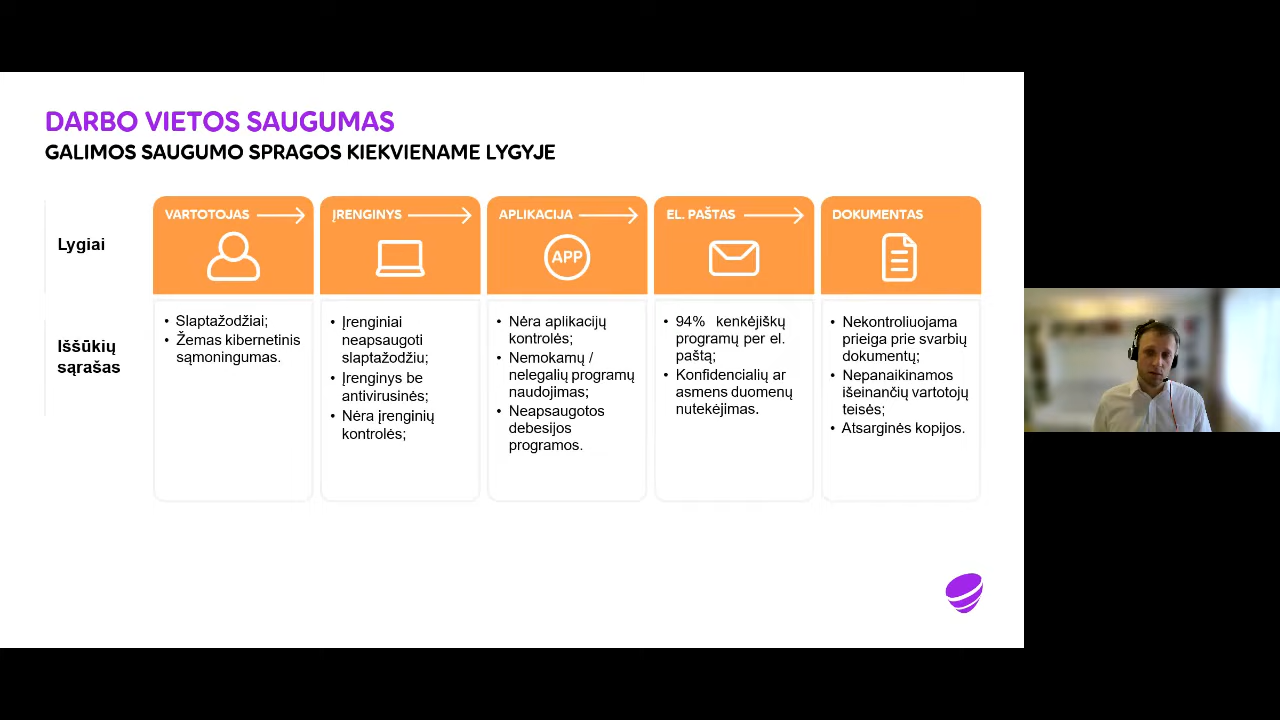 DARBO VIETOS SAUGUMAS
GALIMOS SAUGUMO SPRAGOS KIEKVIENAME LYGYJE
Lygiai
VARTOTOJAS
ĮRENGINYS
APLIKACIJA
APP
EL. PAŠTAS
DOKUMENTAS
Iššūkių
sąrašas
• Slaptažodžiai;
• Žemas kibernetinis
sąmoningumas.
• Įrenginiai
neapsaugoti
slaptažodžiu;
• Įrenginys be
antivirusinės;
• Nėra įrenginių
kontrolės;
• Nėra aplikacijų
kontrolės;
• Nemokamų /
nelegalių programų
naudojimas;
• Neapsaugotos
debesijos
programos.
• 94% kenkėjiškų
programų per el.
paštą;
• Konfidencialių ar
asmens duomenų
nutekėjimas.
• Nekontroliuojama
prieiga prie svarbių
dokumentų;
• Nepanaikinamos
išeinančių vartotojų
teisės;
• Atsarginės kopijos.